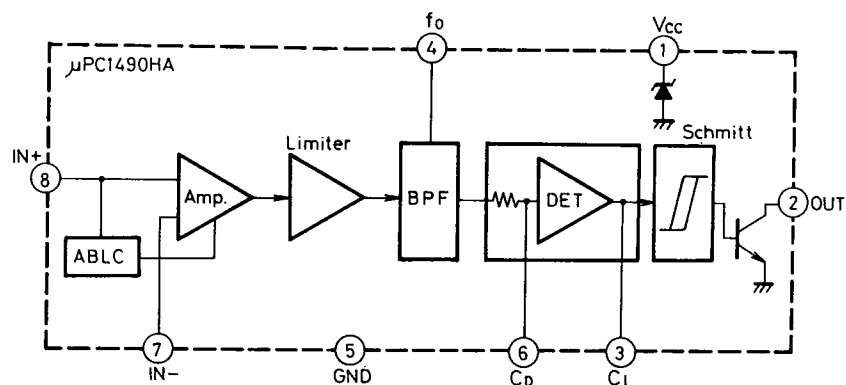 fo
Vcc
4
1
μPC1490HA
Schmitt
Limiter
IN+
8
Amp.
BPF
DET
2
OUT
ABLC
7
5
6
3
IN-
GND
CD
CI